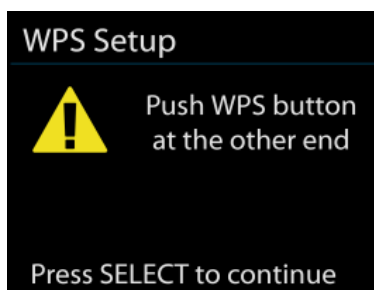 WPS Setup
Push WPS button
at the other end
Press SELECT to continue